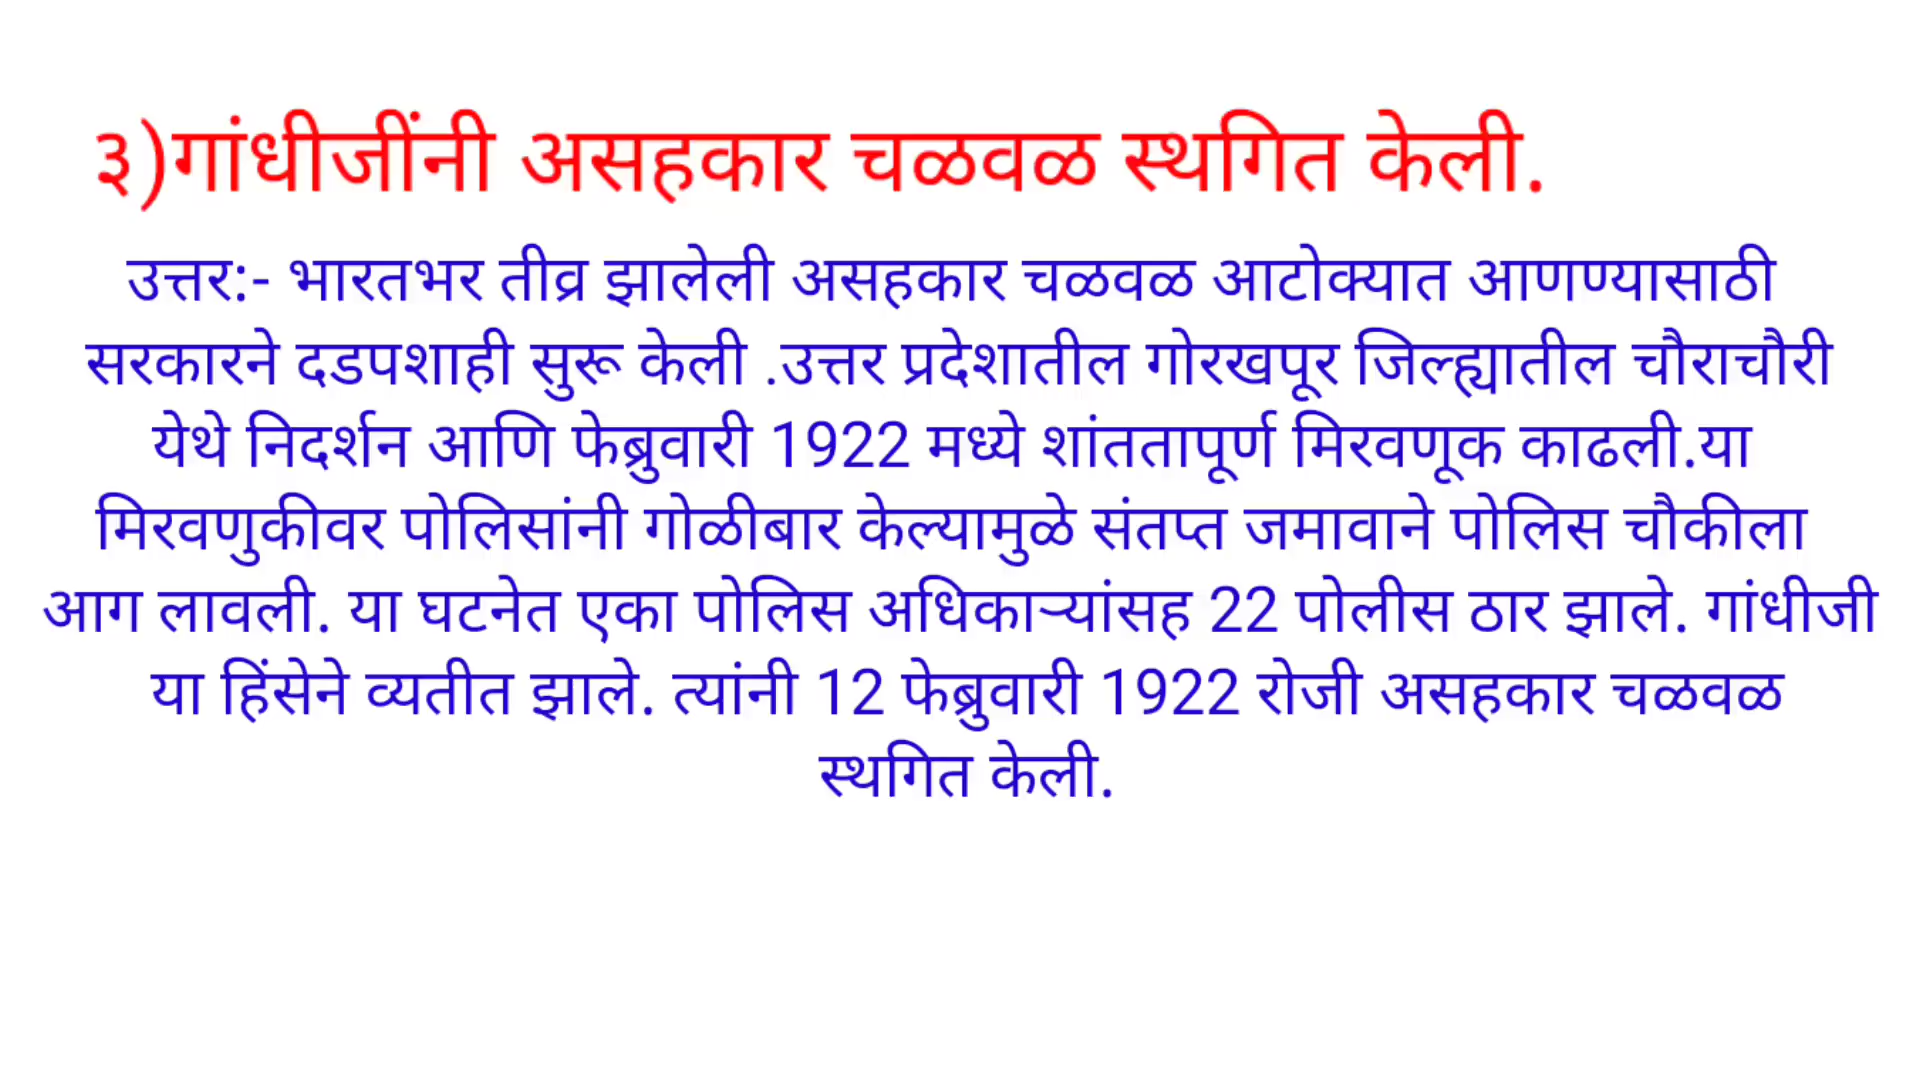 ३)गांधीजींनी असहकार चळवळ स्थगित केली.
उत्तर:- भारतभर तीव्र झालेली असहकार चळवळ आटोक्यात आणण्यासाठी
सरकारने दडपशाही सुरू केली .उत्तर प्रदेशातील गोरखपूर जिल्ह्यातील चौराचौरी
येथे निदर्शन आणि फेब्रुवारी 1922 मध्ये शांततापूर्ण मिरवणूक काढली.या
मिरवणुकीवर पोलिसांनी गोळीबार केल्यामुळे संतप्त जमावाने पोलिस चौकीला
आग लावली. या घटनेत एका पोलिस अधिकाऱ्यांसह 22 पोलीस ठार झाले. गांधीजी
या हिंसेने व्यतीत झाले. त्यांनी 12 फेब्रुवारी 1922 रोजी असहकार चळवळ
स्थगित केली.